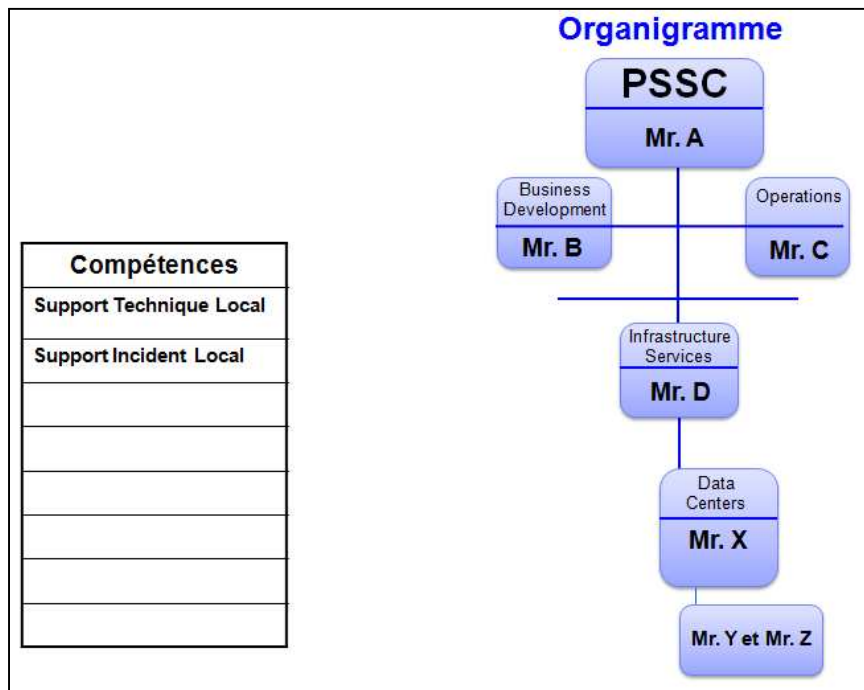 Organigramme
PSSC
Mr. A
Business
Development
Mr. B
Operations
Mr. C
Compétences
Support Technique Local
Support Incident Local
Infrastructure
Services
Mr. D
Data
Centers
Mr. X
Mr. Y et Mr. Z